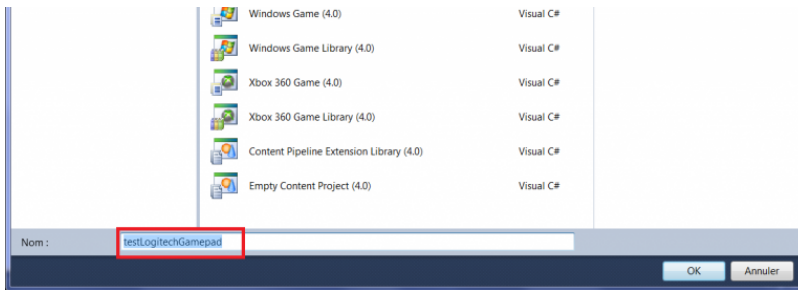 Windows Game (4.0) Visual C#
Windows Game Library (4.0) Visual C#
Xbox 360 Game (4.0) Visual C#
Xbox 360 Game Library (4.0) Visual C#
Content Pipeline Extension Library (4.0) Visual C#
Empty Content Project (4.0) Visual C#
Nom : testLogitechGamepad
OK Annuler